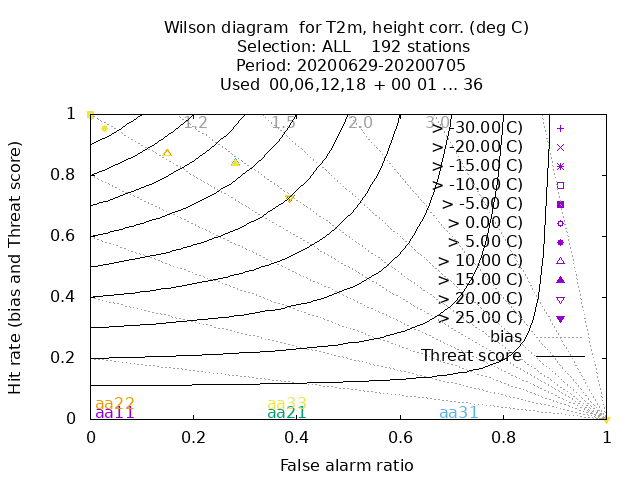 Wilson diagram  for T2m, height corr. (deg C)
Selection: ALL    192 stations
Period: 20200629-20200705
Used  00,06,12,18  + 00 01 ... 36
Hit rate (bias and Threat score)
1
0.8
0.6
0.4
0.2
0
1.2
1.5
2.0
3.0
> -30.00 C)
> -20.00 C)
> -15.00 C)
> -10.00 C)
> -5.00 C)
> 0.00 C)
> 5.00 C)
> 10.00 C)
> 15.00 C)
> 20.00 C)
> 25.00 C)
bias
Threat score
aa22
aa33
aa11
aa21
aa31
0
0.2
0.4
0.6
0.8
1
False alarm ratio